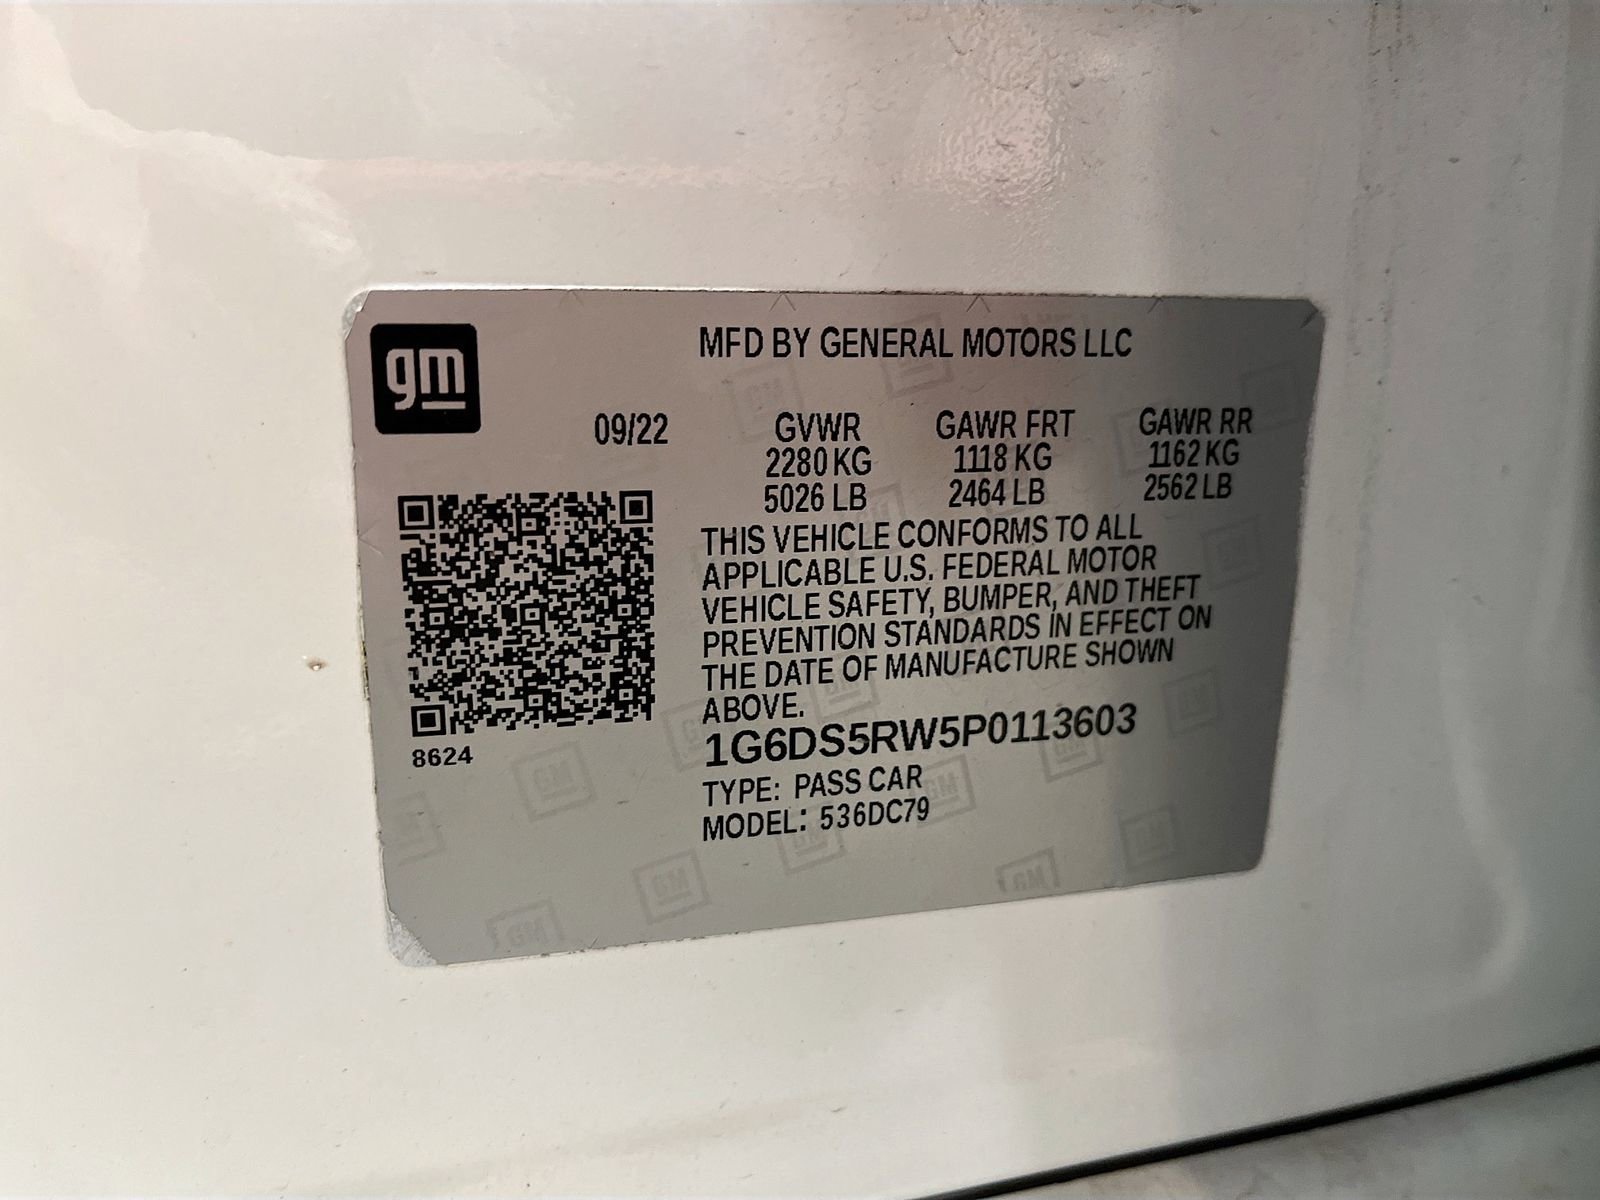 gm
MFD BY GENERAL MOTORS LLC
09/22 GVWR GAWR FRT GAWR RR
2280 KG 1118 KG 1162 KG
5026 LB 2464 LB 2562 LB
THIS VEHICLE CONFORMS TO ALL
APPLICABLE U.S. FEDERAL MOTOR
VEHICLE SAFETY, BUMPER, AND THEFT
PREVENTION STANDARDS IN EFFECT ON
THE DATE OF MANUFACTURE SHOWN
ABOVE.
8624
1G6DS5RW5P0113603
TYPE: PASS CAR
MODEL: 536DC79